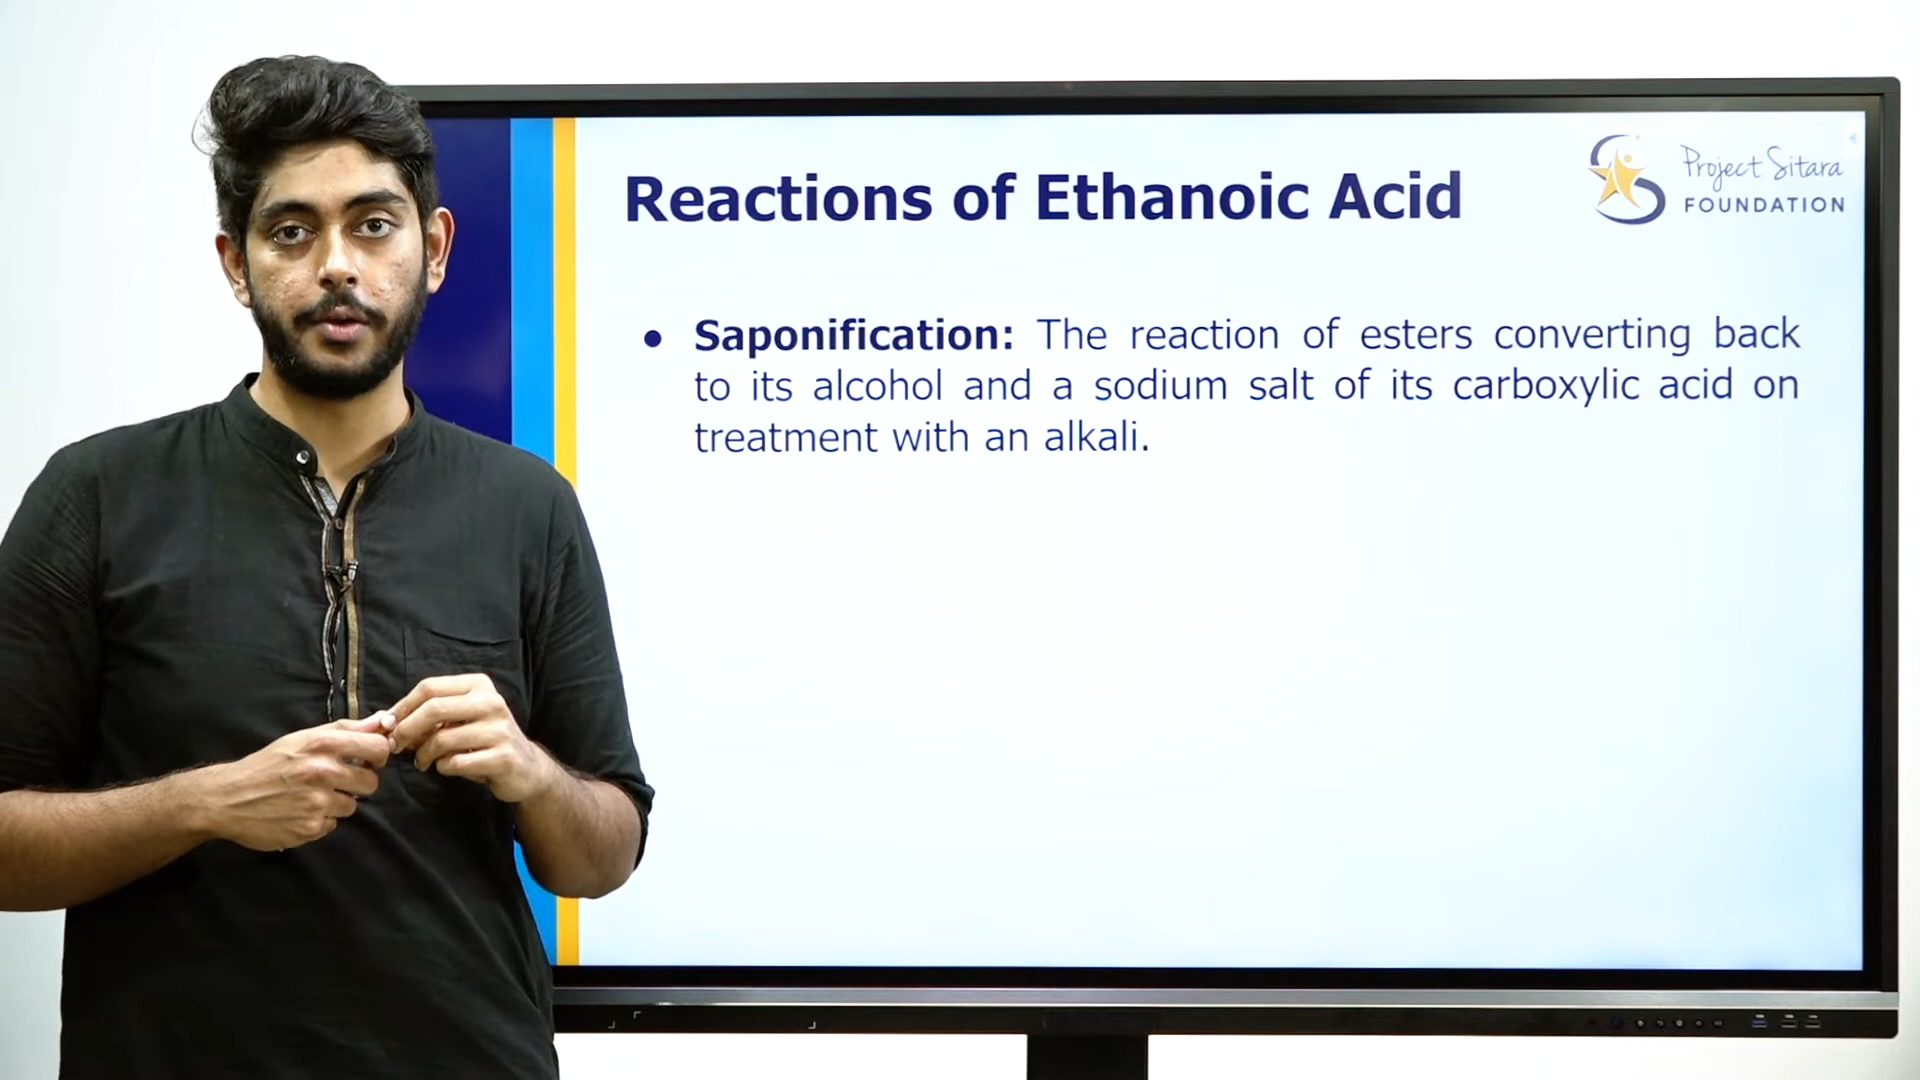 Reactions of Ethanoic Acid
Project Sitara
FOUNDATION
● Saponification: The reaction of esters converting back
to its alcohol and a sodium salt of its carboxylic acid on
treatment with an alkali.